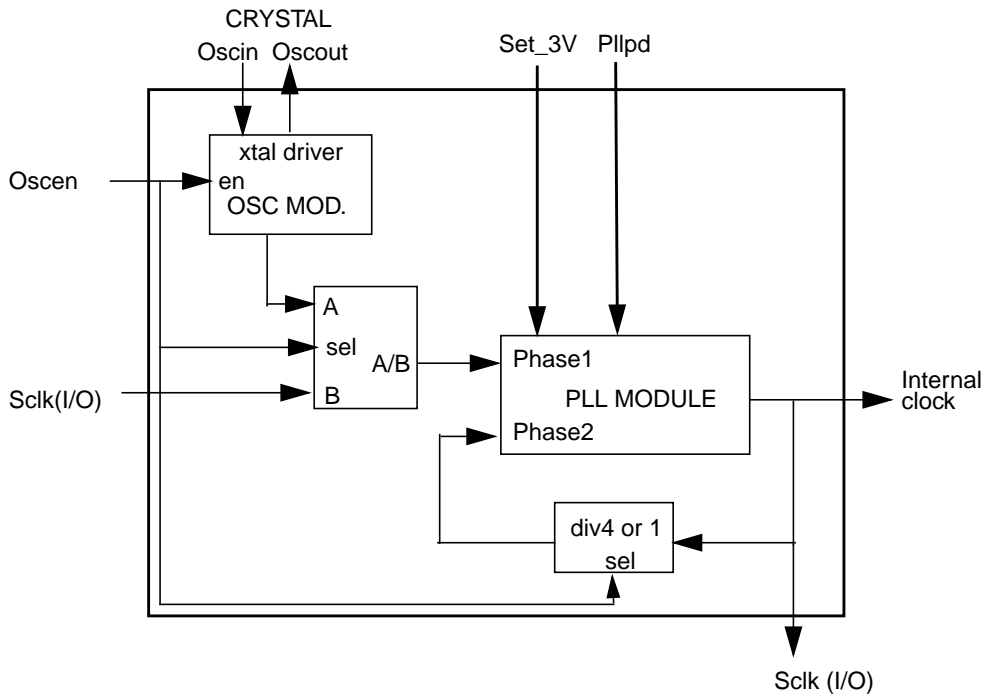 CRYSTAL
Oscin Oscout
Set_3V Pllpd
xtal driver
Oscen
en
OSC MOD.
A
sel
A/B
Sclk(I/O)
B
Phase1
PLL MODULE
Phase2
Internal
clock
div4 or 1
sel
Sclk (I/O)